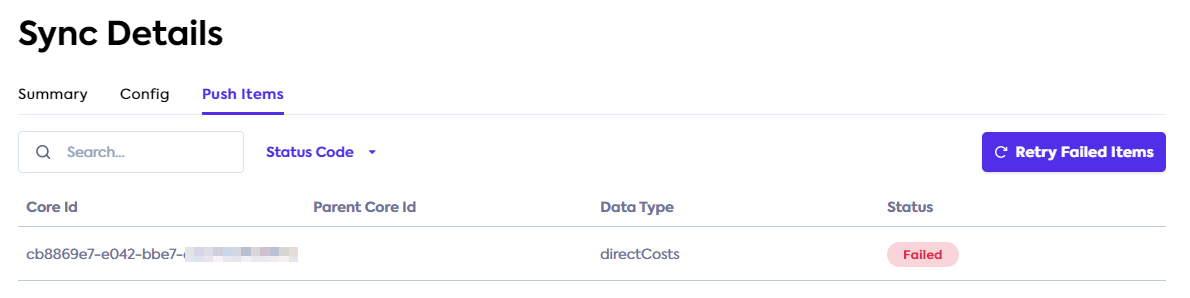 Sync Details
Summary Config Push Items
Search... Status Code Retry Failed Items
Core Id Parent Core Id Data Type Status
cb8869e7-e042-bbe7- directCosts Failed